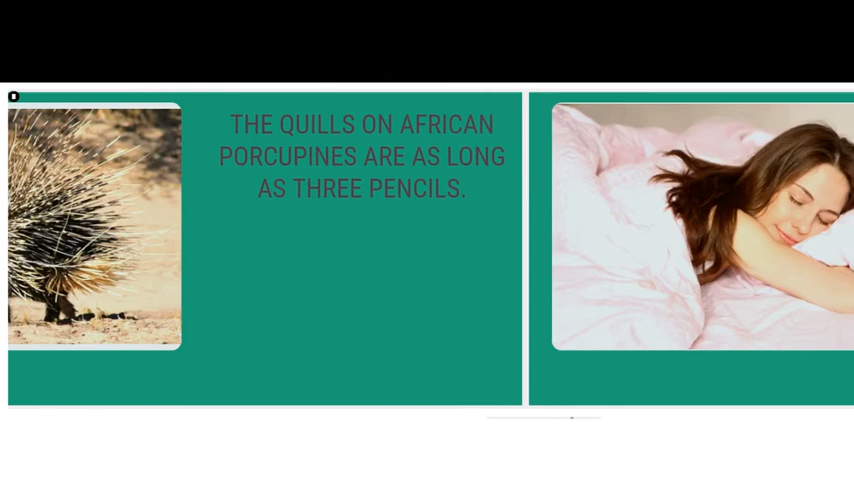 THE QUILLS ON AFRICAN
PORCUPINES ARE AS LONG
AS THREE PENCILS.